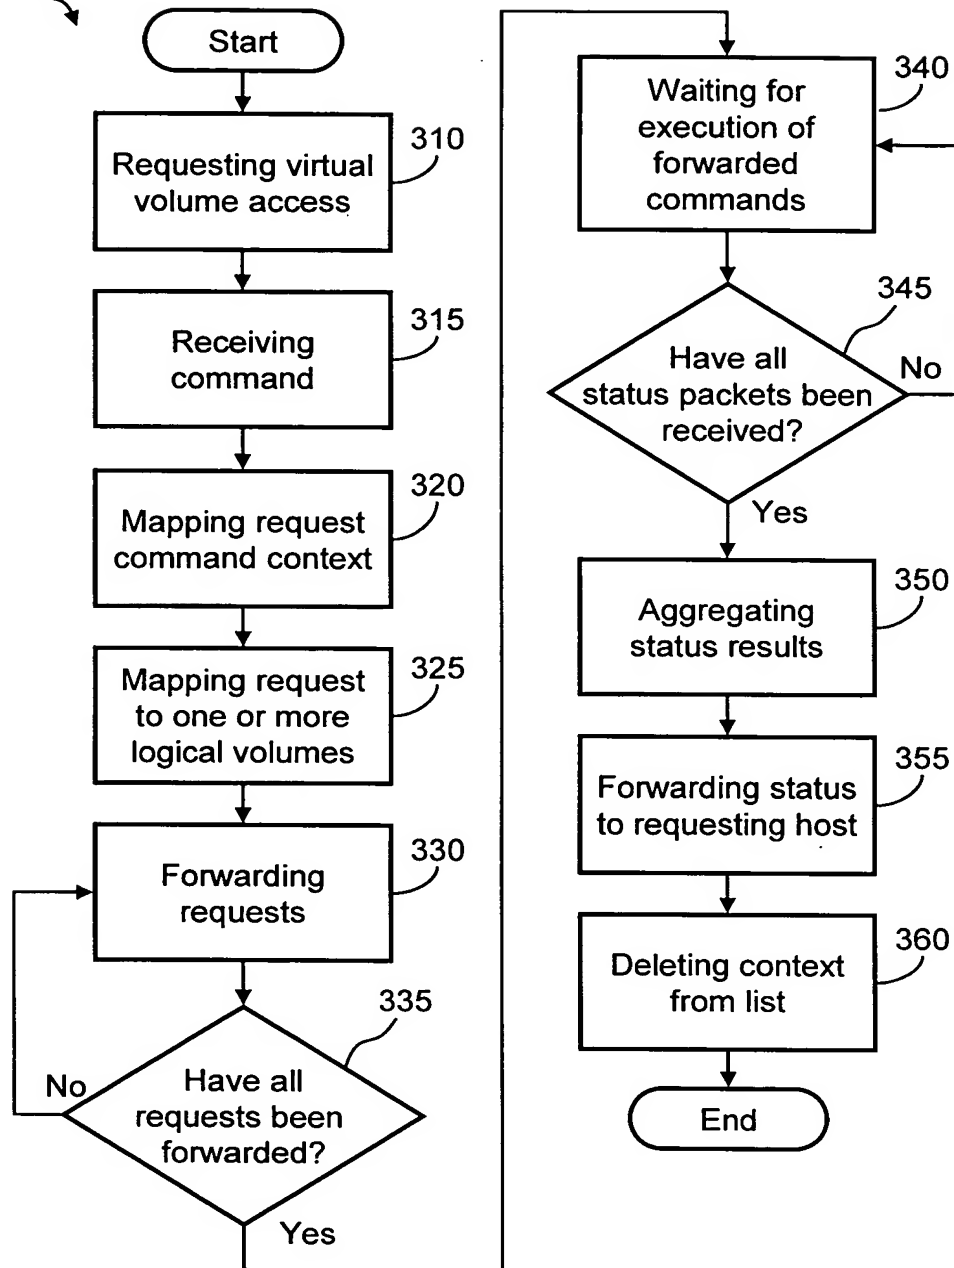 Start
310
Requesting virtual
volume access
315
Receiving
command
320
Mapping request
command context
325
Mapping request
to one or more
logical volumes
330
Forwarding
requests
335
Have all
requests been
forwarded?
No
Yes
340
Waiting for
execution of
forwarded
commands
345
Have all
status packets been
received?
No
Yes
350
Aggregating
status results
355
Forwarding status
to requesting host
360
Deleting context
from list
End